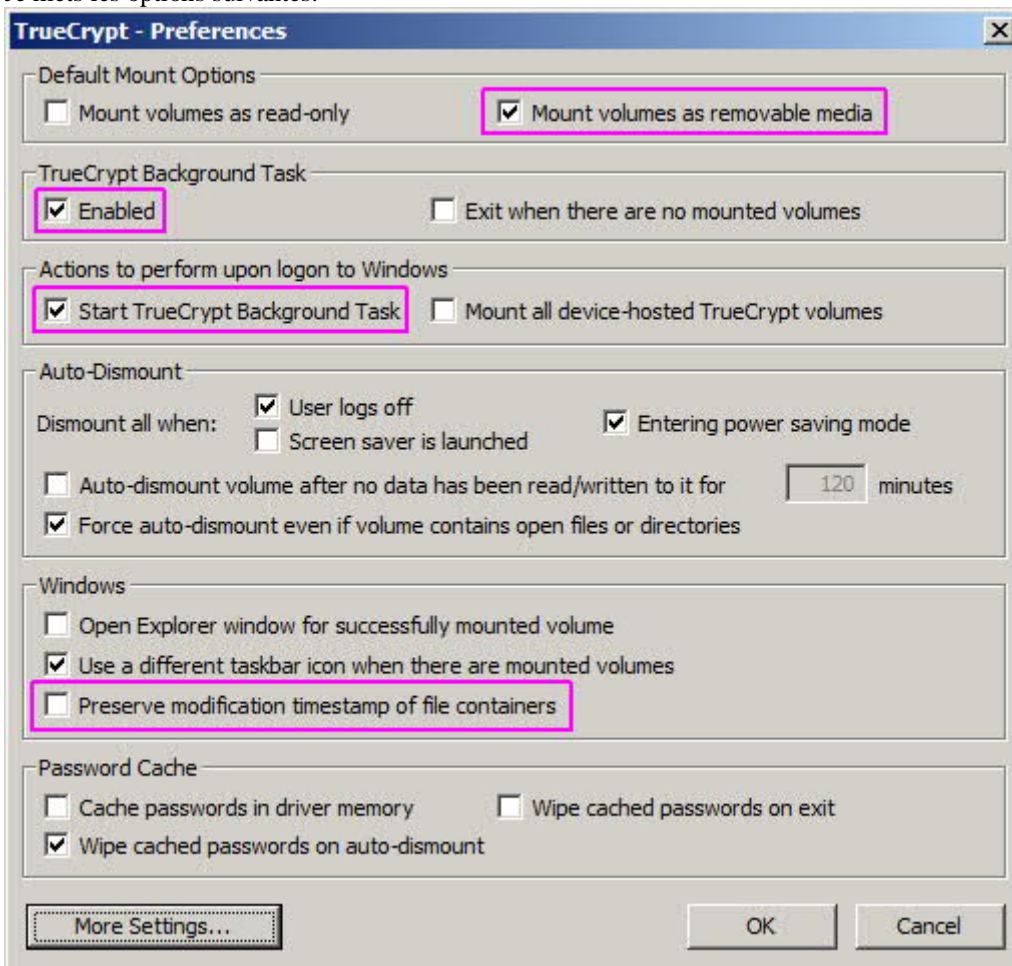 Je mets les options suivantes:
TrueCrypt - Preferences
Default Mount Options
Mount volumes as read-only
Mount volumes as removable media
TrueCrypt Background Task
Enabled
Exit when there are no mounted volumes
Actions to perform upon logon to Windows
Start TrueCrypt Background Task
Mount all device-hosted TrueCrypt volumes
Auto-Dismount
Dismount all when:
User logs off
Entering power saving mode
Screen saver is launched
Auto-dismount volume after no data has been read/written to it for 120 minutes
Force auto-dismount even if volume contains open files or directories
Windows
Open Explorer window for successfully mounted volume
Use a different taskbar icon when there are mounted volumes
Preserve modification timestamp of file containers
Password Cache
Cache passwords in driver memory
Wipe cached passwords on exit
Wipe cached passwords on auto-dismount
More Settings...
OK
Cancel